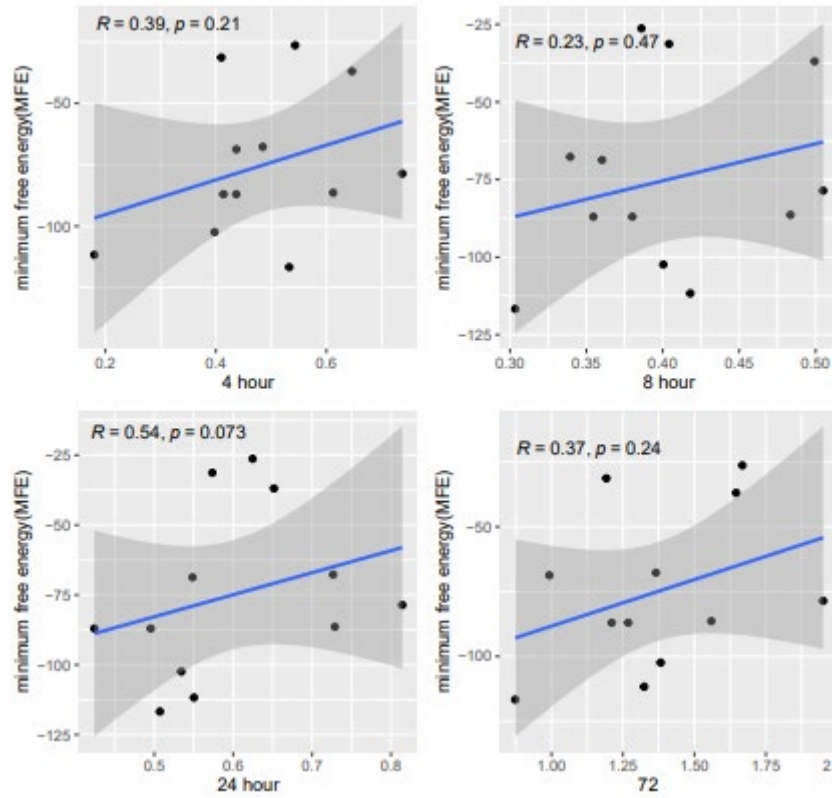 R = 0.39, p = 0.21
minimum free energy(MFE)
−50
−100
0.2 0.4 0.6
4 hour
R = 0.23, p = 0.47
minimum free energy(MFE)
−25
−50
−75
−100
−125
0.30 0.35 0.40 0.45 0.50
8 hour
R = 0.54, p = 0.073
minimum free energy(MFE)
−25
−50
−75
−100
−125
0.5 0.6 0.7 0.8
24 hour
R = 0.37, p = 0.24
minimum free energy(MFE)
−50
−100
1.00 1.25 1.50 1.75 2
72